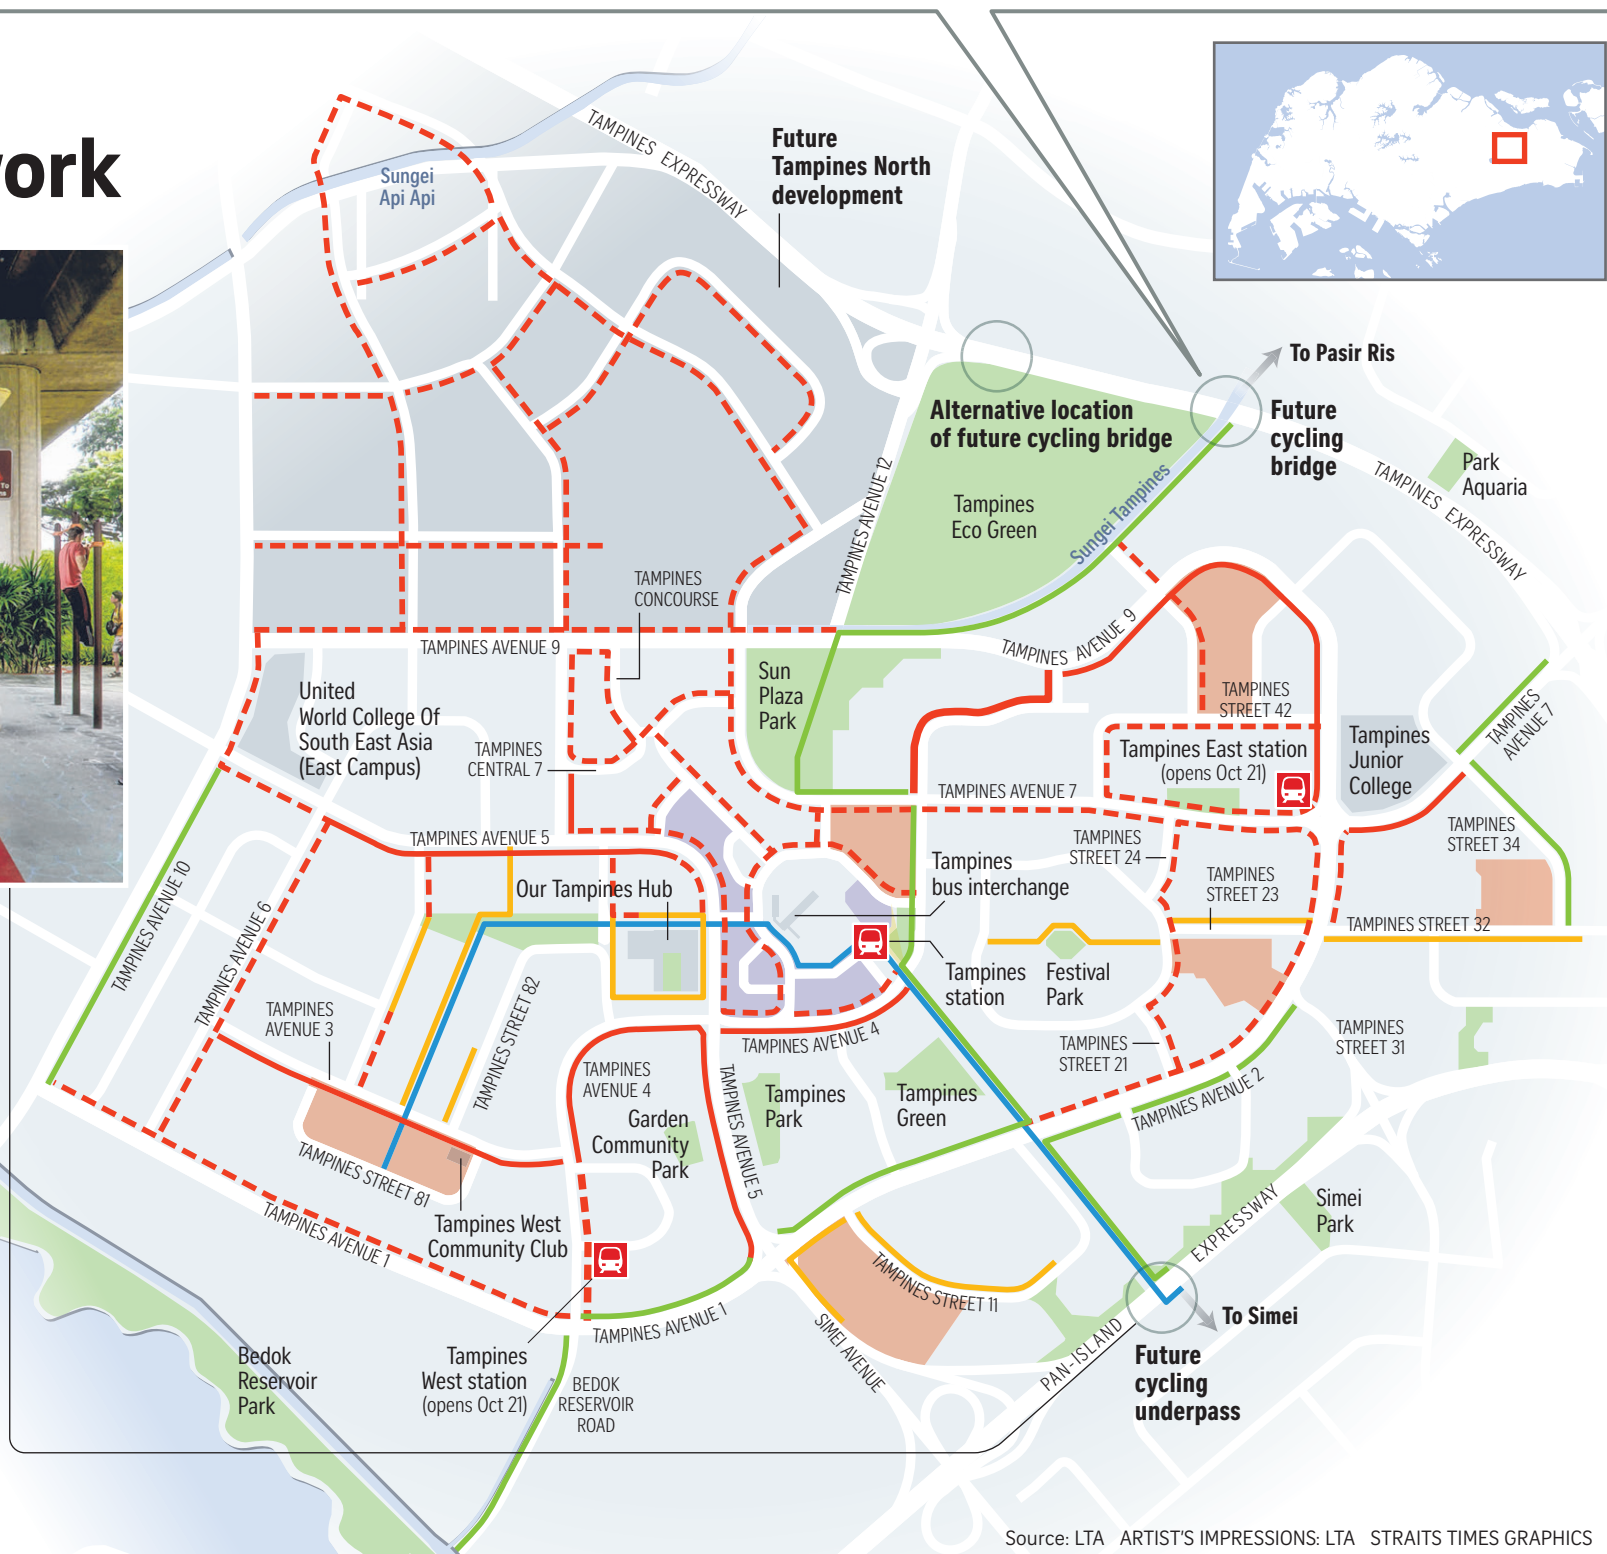 Future
Tampines North
development
TAMPINES EXPRESSWAY
Sungei
Api Api
To Pasir Ris
Alternative location
of future cycling bridge
Future
cycling
bridge
Park
Aquaria
TAMPINES EXPRESSWAY
TAMPINES AVENUE 12
Tampines
Eco Green
Sungei Tampines
TAMPINES
CONCOURSE
TAMPINES AVENUE 9
TAMPINES AVENUE 9
United
World College Of
South East Asia
(East Campus)
Sun
Plaza
Park
TAMPINES
STREET 42
TAMPINES
AVENUE 7
TAMPINES
CENTRAL 7
Tampines East station
(opens Oct 21)
Tampines
Junior
College
TAMPINES AVENUE 7
TAMPINES AVENUE 5
TAMPINES
STREET 24
TAMPINES
STREET 34
Our Tampines Hub
Tampines
bus interchange
TAMPINES
STREET 23
TAMPINES STREET 32
TAMPINES AVENUE 10
TAMPINES AVENUE 6
TAMPINES STREET 82
Tampines
station
Festival
Park
TAMPINES
AVENUE 3
TAMPINES AVENUE 4
TAMPINES
STREET 21
TAMPINES
STREET 31
TAMPINES
AVENUE 4
TAMPINES AVENUE 5
Tampines
Park
Tampines
Green
TAMPINES AVENUE 2
Garden
Community
Park
TAMPINES STREET 81
TAMPINES AVENUE 1
Tampines West
Community Club
Simei
Park
PAN-ISLAND EXPRESSWAY
TAMPINES STREET 11
SIMEI AVENUE
TAMPINES AVENUE 1
To Simei
Future
cycling
underpass
Bedok
Reservoir
Park
Tampines
West station
(opens Oct 21)
BEDOK
RESERVOIR
ROAD
Source: LTA ARTIST'S IMPRESSIONS: LTA STRAITS TIMES GRAPHICS